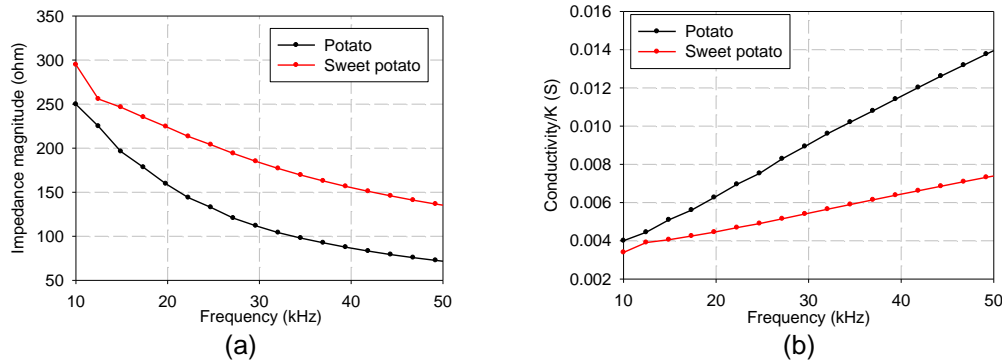 350
300
250
200
150
100
50
Impedance magnitude (ohm)
Potato
Sweet potato
10 20 30 40 50
Frequency (kHz)
(a)
0.016
0.014
0.012
0.010
0.008
0.006
0.004
0.002
Conductivity/K (S)
Potato
Sweet potato
10 20 30 40 50
Frequency (kHz)
(b)